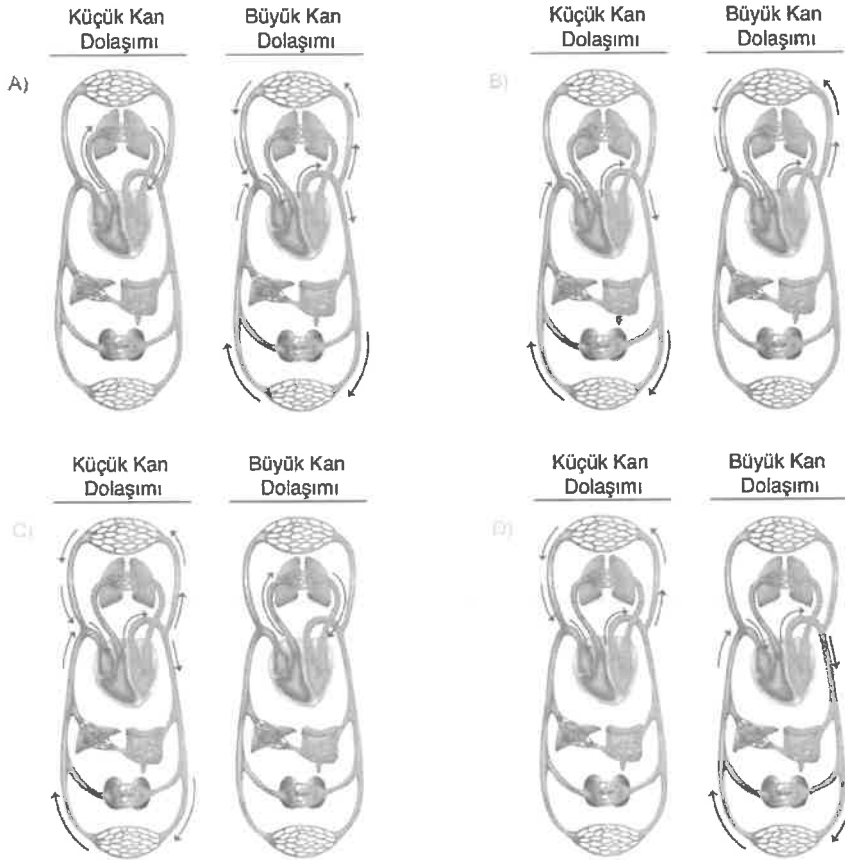 Küçük Kan
Dolaşımı
Büyük Kan
Dolaşımı
A)
Küçük Kan
Dolaşımı
Büyük Kan
Dolaşımı
B)
Küçük Kan
Dolaşımı
Büyük Kan
Dolaşımı
C)
Küçük Kan
Dolaşımı
Büyük Kan
Dolaşımı
D)